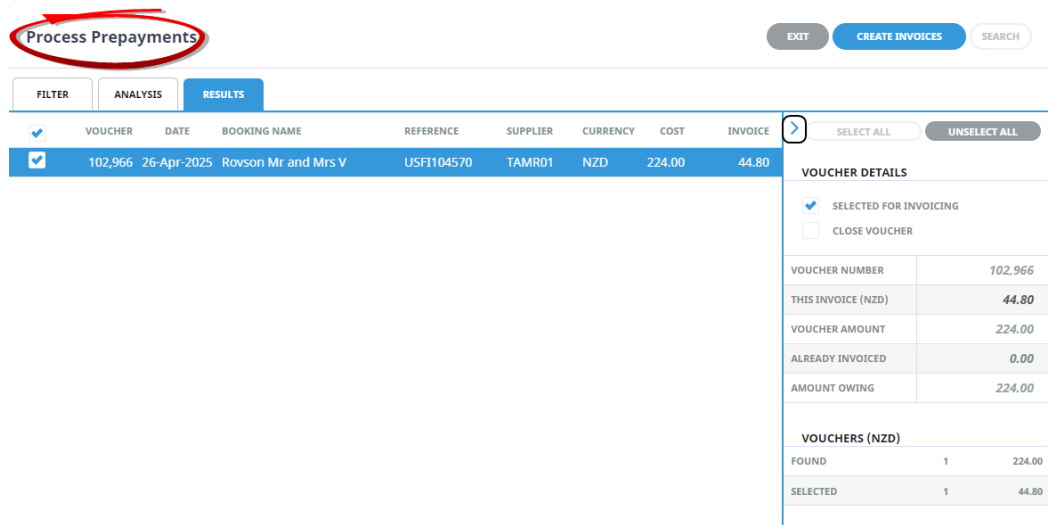 Process Prepayments
EXIT
CREATE INVOICES
SEARCH
FILTER
ANALYSIS
RESULTS
VOUCHER DATE BOOKING NAME REFERENCE SUPPLIER CURRENCY COST INVOICE
102,966 26-Apr-2025 Rovson Mr and Mrs V USFI104570 TAMR01 NZD 224.00 44.80
SELECT ALL
UNSELECT ALL
VOUCHER DETAILS
SELECTED FOR INVOICING
CLOSE VOUCHER
VOUCHER NUMBER 102,966
THIS INVOICE (NZD) 44.80
VOUCHER AMOUNT 224.00
ALREADY INVOICED 0.00
AMOUNT OWING 224.00
VOUCHERS (NZD)
FOUND 1 224.00
SELECTED 1 44.80